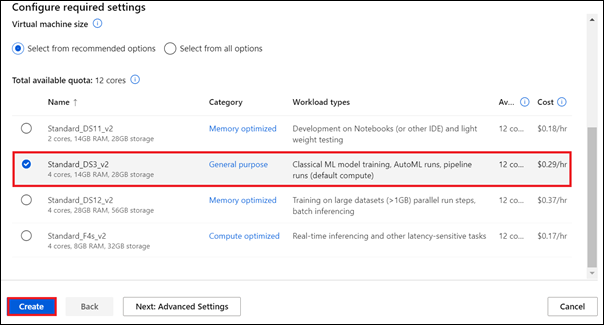 Configure required settings
Virtual machine size
Select from recommended options Select from all options
Total available quota: 12 cores
Name ↑ Category Workload types Av... Cost
Standard_DS11_v2 Memory optimized Development on Notebooks (or other IDE) and light 12 co... $0.18/hr
2 cores, 14GB RAM, 28GB storage weight testing
Standard_DS3_v2 General purpose Classical ML model training, AutoML runs, pipeline 12 co... $0.29/hr
4 cores, 14GB RAM, 28GB storage runs (default compute)
Standard_DS12_v2 Memory optimized Training on large datasets (>1GB) parallel run steps, 12 co... $0.37/hr
4 cores, 28GB RAM, 56GB storage batch inferencing
Standard_F4s_v2 Compute optimized Real-time inferencing and other latency-sensitive tasks 12 co... $0.17/hr
4 cores, 8GB RAM, 32GB storage
Create Back Next: Advanced Settings Cancel